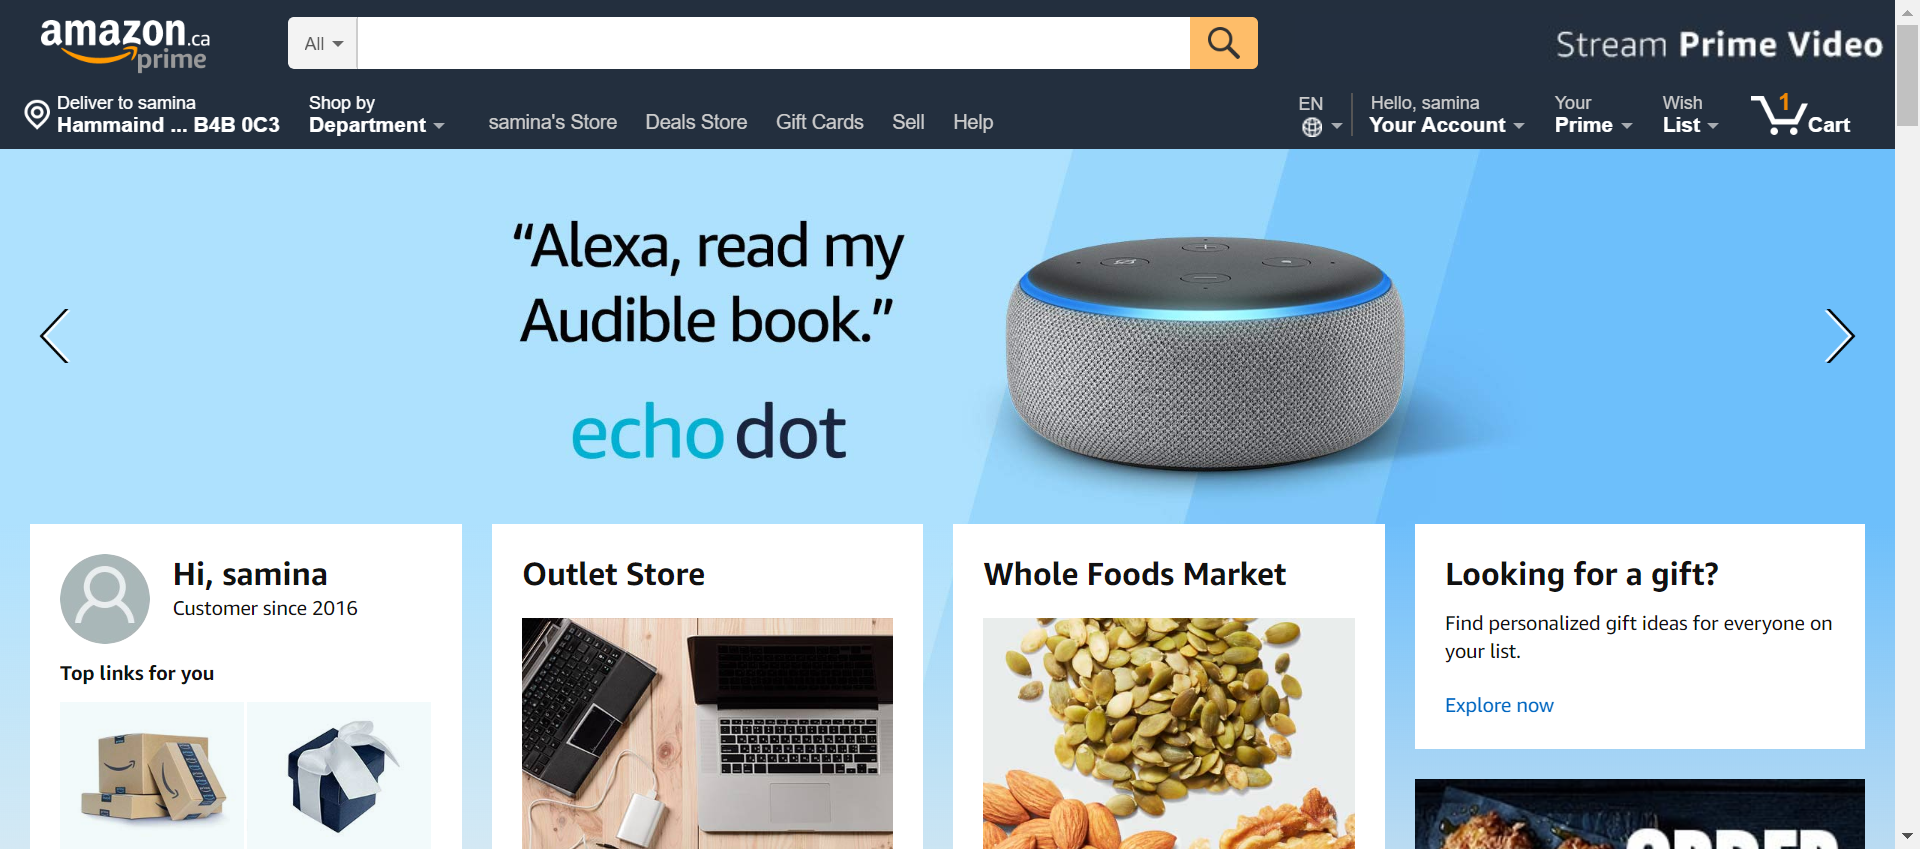 amazon.ca
prime
All
Stream Prime Video
Deliver to samina
Hammaind ... B4B 0C3
Shop by
Department
samina's Store
Deals Store
Gift Cards
Sell
Help
EN
Hello, samina
Your Account
Your
Prime
Wish
List
1
Cart
“Alexa, read my
Audible book.”
echo dot
Hi, samina
Customer since 2016
Top links for you
Outlet Store
Whole Foods Market
Looking for a gift?
Find personalized gift ideas for everyone on
your list.
Explore now
ORDER